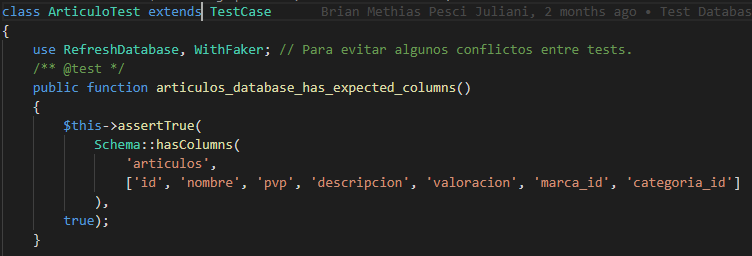 class ArticuloTest extends TestCase Brian Methias Pesci Juliani, 2 months ago • Test Databas
{
use RefreshDatabase, WithFaker; // Para evitar algunos conflictos entre tests.
/** @test */
public function articulos_database_has_expected_columns()
{
$this->assertTrue(
Schema::hasColumns(
'articulos',
['id', 'nombre', 'pvp', 'descripcion', 'valoracion', 'marca_id', 'categoria_id']
),
true);
}